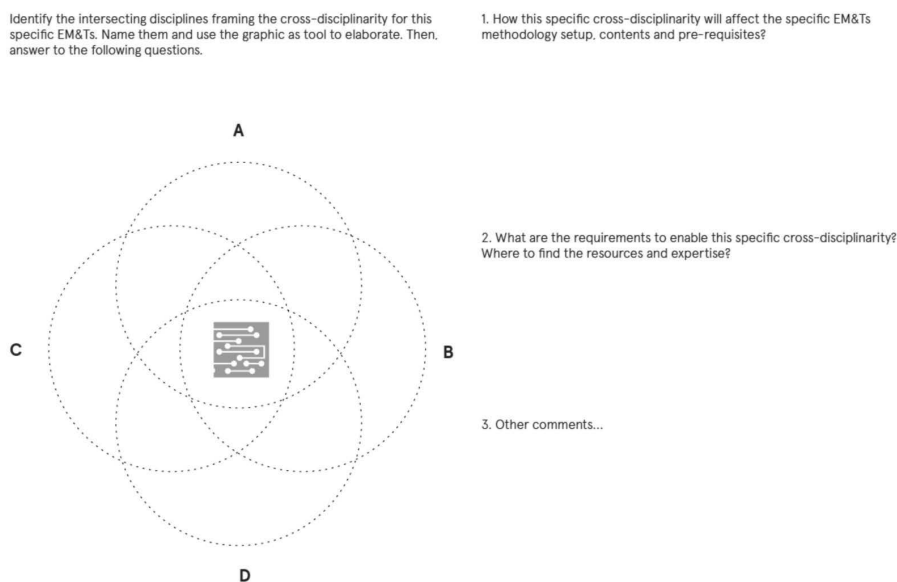 Identify the intersecting disciplines framing the cross-disciplinarity for this
specific EM&Ts. Name them and use the graphic as tool to elaborate. Then,
answer to the following questions.
1. How this specific cross-disciplinarity will affect the specific EM&Ts
methodology setup, contents and pre-requisites?
A
2. What are the requirements to enable this specific cross-disciplinarity?
Where to find the resources and expertise?
C
B
3. Other comments...
D